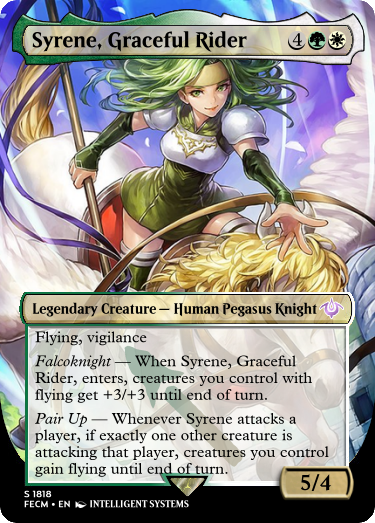 Syrene, Graceful Rider 4
Legendary Creature — Human Pegasus Knight
Flying, vigilance
Falcoknight — When Syrene, Graceful
Rider, enters, creatures you control with
flying get +3/+3 until end of turn.
Pair Up — Whenever Syrene attacks a
player, if exactly one other creature is
attacking that player, creatures you control
gain flying until end of turn.
5/4
S 1818
FECM • EN INTELLIGENT SYSTEMS